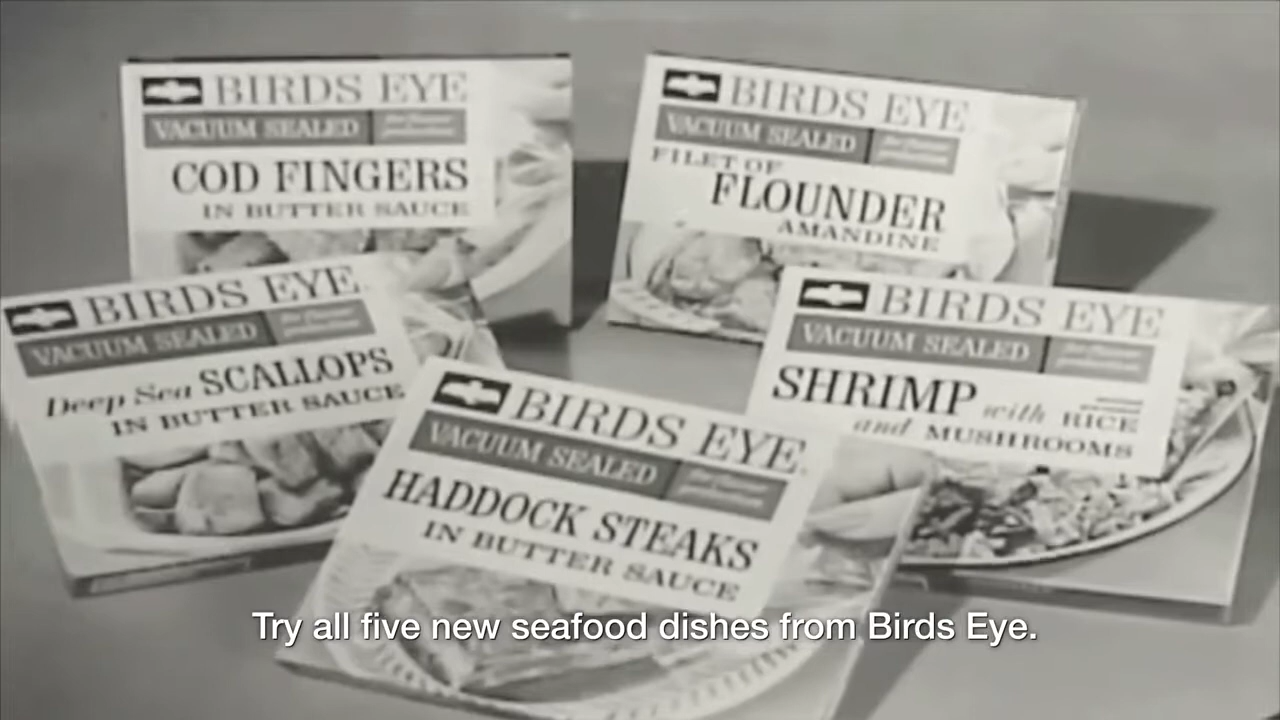 BIRDS EYE
VACUUM SEALED
COD FINGERS
IN BUTTER SAUCE
BIRDS EYE
VACUUM SEALED
FILET OF
FLOUNDER
AMANDINE
BIRDS EYE
VACUUM SEALED
Deep Sea SCALLOPS
IN BUTTER SAUCE
BIRDS EYE
VACUUM SEALED
HADDOCK STEAKS
IN BUTTER SAUCE
BIRDS EYE
VACUUM SEALED
SHRIMP with RICE
and MUSHROOMS
Try all five new seafood dishes from Birds Eye.